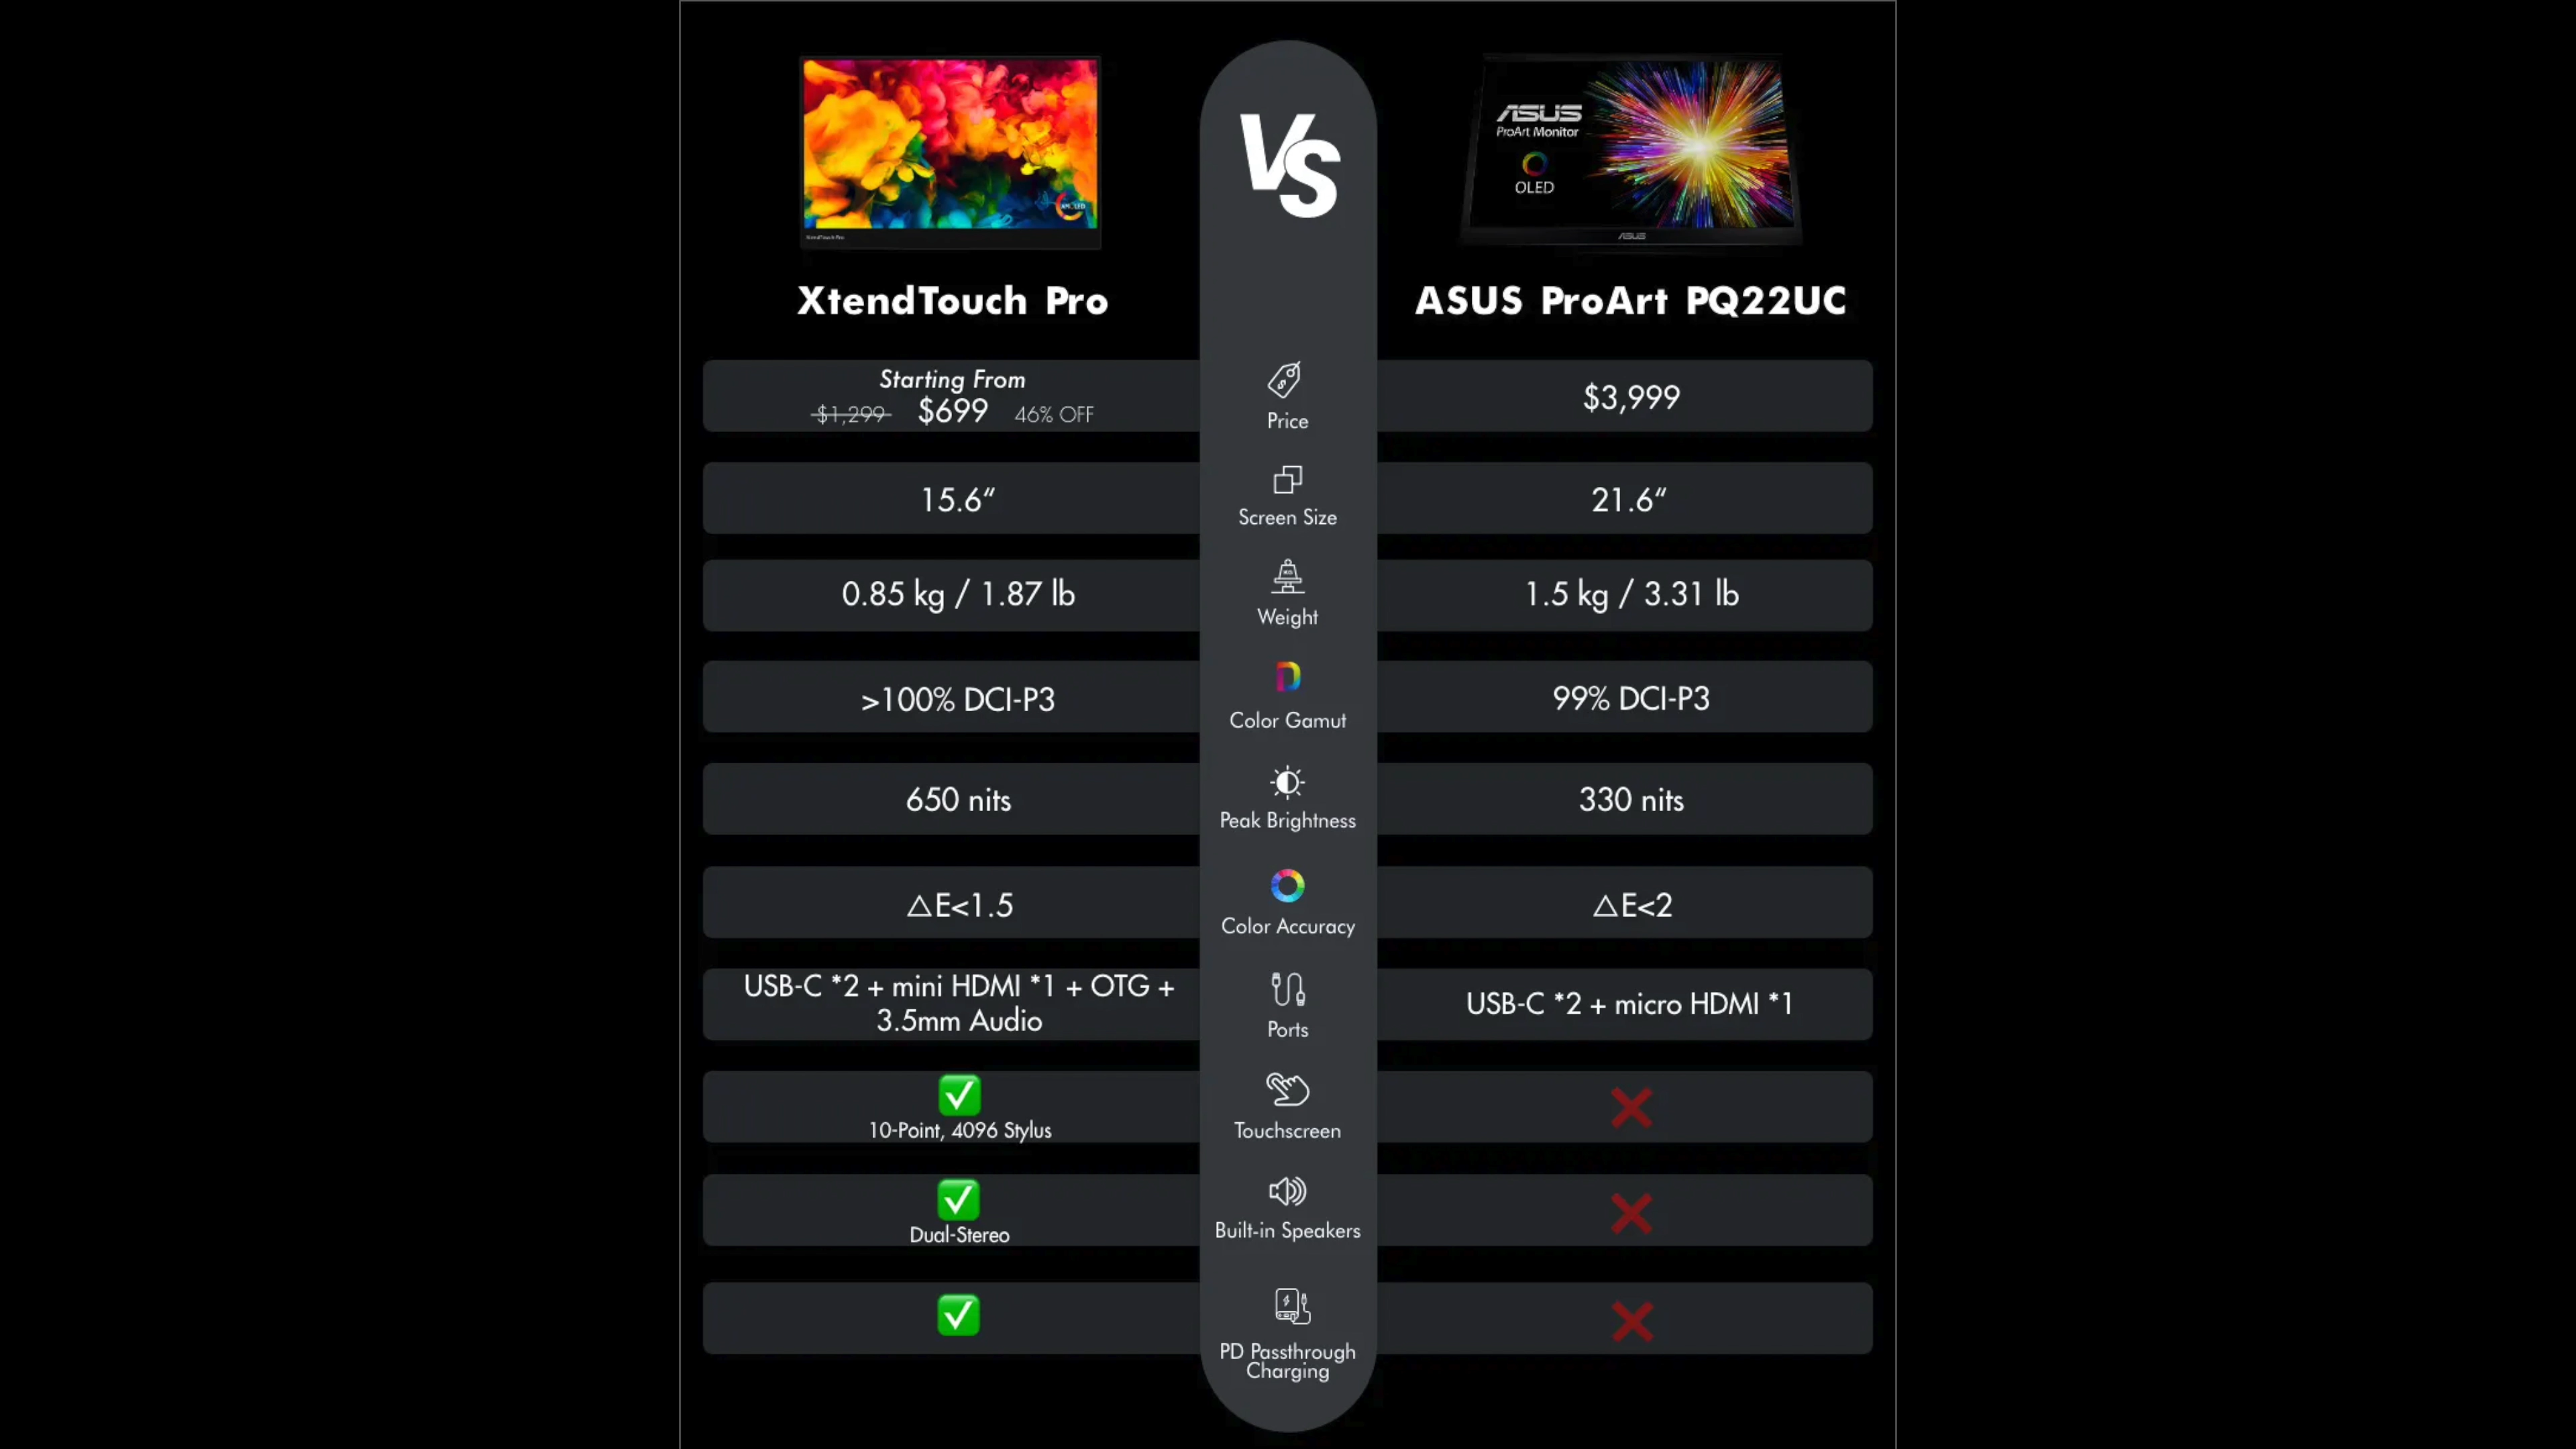 VS
ASUS
ProArt Monitor
OLED
ASUS
XtendTouch Pro
ASUS ProArt PQ22UC
Starting From
$1,299 $699 46% OFF
Price
$3,999
15.6“
Screen Size
21.6“
0.85 kg / 1.87 lb
KG
Weight
1.5 kg / 3.31 lb
>100% DCI-P3
D
Color Gamut
99% DCI-P3
650 nits
Peak Brightness
330 nits
△E<1.5
Color Accuracy
△E<2
USB-C *2 + mini HDMI *1 + OTG +
3.5mm Audio
Ports
USB-C *2 + micro HDMI *1
10-Point, 4096 Stylus
Touchscreen
Dual-Stereo
Built-in Speakers
PD Passthrough
Charging